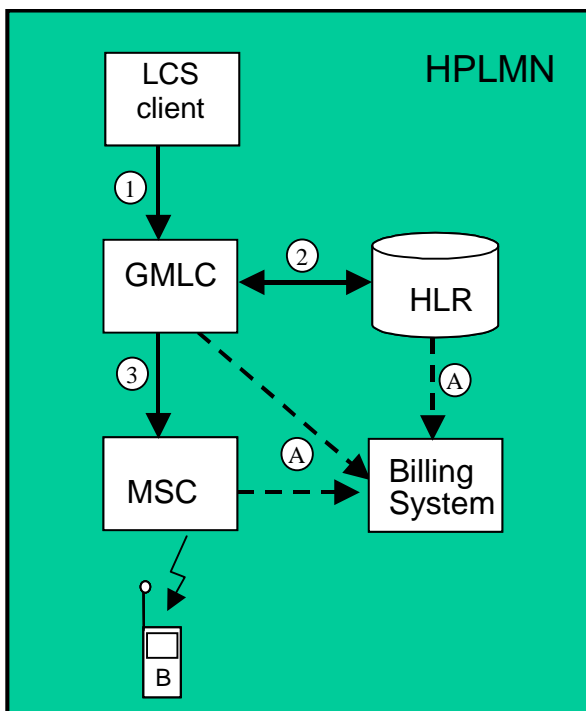 LCS
client
HPLMN
1
GMLC
2
HLR
3
A
A
MSC
Billing
System
B